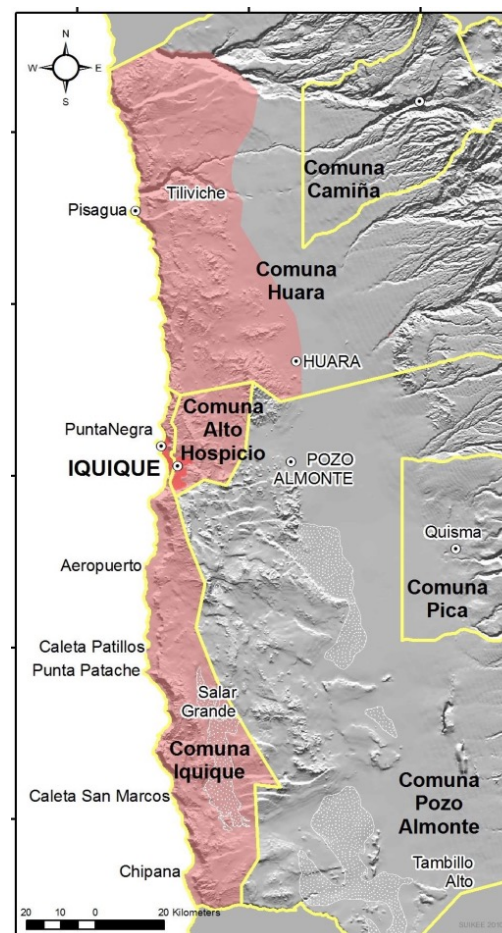 N
W E
S
Comuna
Camiña
Tiliviche
Pisagua
Comuna
Huara
HUARA
Comuna
Alto
Hospicio
PuntaNegra
IQUIQUE
POZO
ALMONTE
Quisma
Aeropuerto
Comuna
Pica
Caleta Patillos
Punta Patache
Salar
Grande
Comuna
Iquique
Caleta San Marcos
Comuna
Pozo
Almonte
Chipana
Tambillo
Alto
20 10 0 20 Kilometers